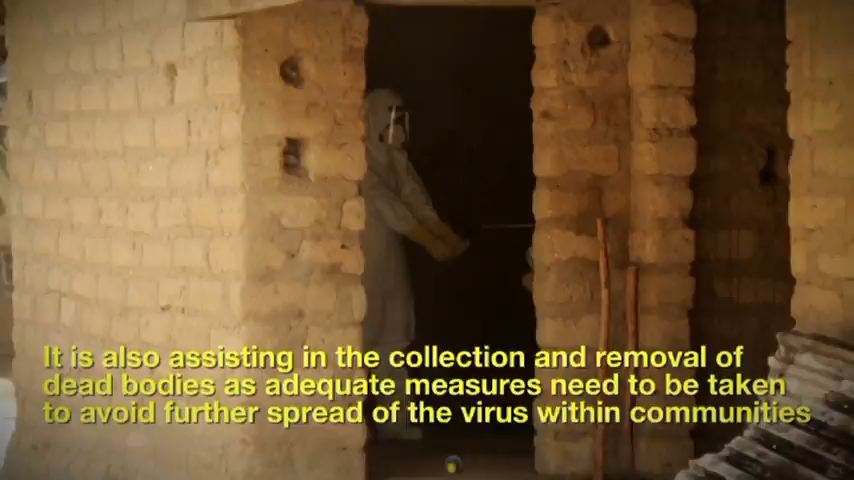 It is also assisting in the collection and removal of
dead bodies as adequate measures need to be taken
to avoid further spread of the virus within communities